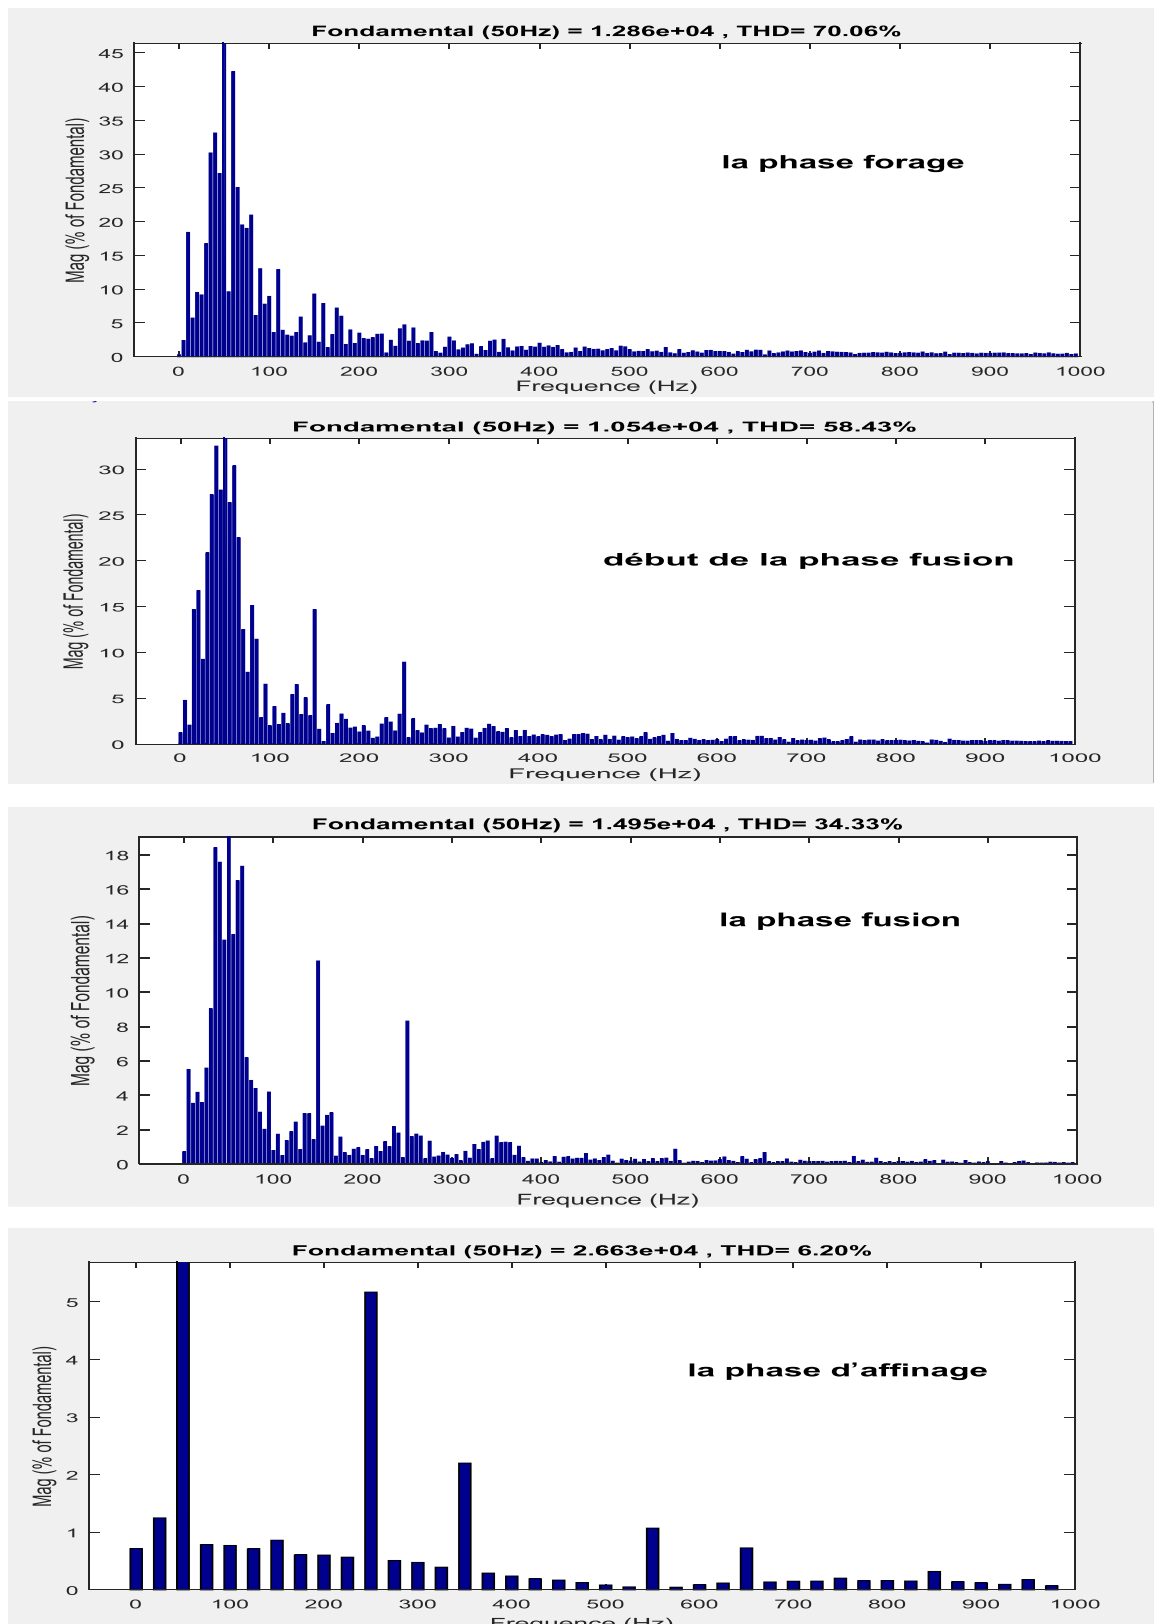 Fondamental (50Hz) = 1.286e+04 , THD= 70.06%
45
40
35
30
25
20
15
10
5
0
Mag (% of Fondamental)
la phase forage
0 100 200 300 400 500 600 700 800 900 1000
Frequence (Hz)
Fondamental (50Hz) = 1.054e+04 , THD= 58.43%
30
25
20
15
10
5
0
Mag (% of Fondamental)
début de la phase fusion
0 100 200 300 400 500 600 700 800 900 1000
Frequence (Hz)
Fondamental (50Hz) = 1.495e+04 , THD= 34.33%
18
16
14
12
10
8
6
4
2
0
Mag (% of Fondamental)
la phase fusion
0 100 200 300 400 500 600 700 800 900 1000
Frequence (Hz)
Fondamental (50Hz) = 2.663e+04 , THD= 6.20%
5
4
3
2
1
0
Mag (% of Fondamental)
la phase d’affinage
0 100 200 300 400 500 600 700 800 900 1000
Frequence (Hz)